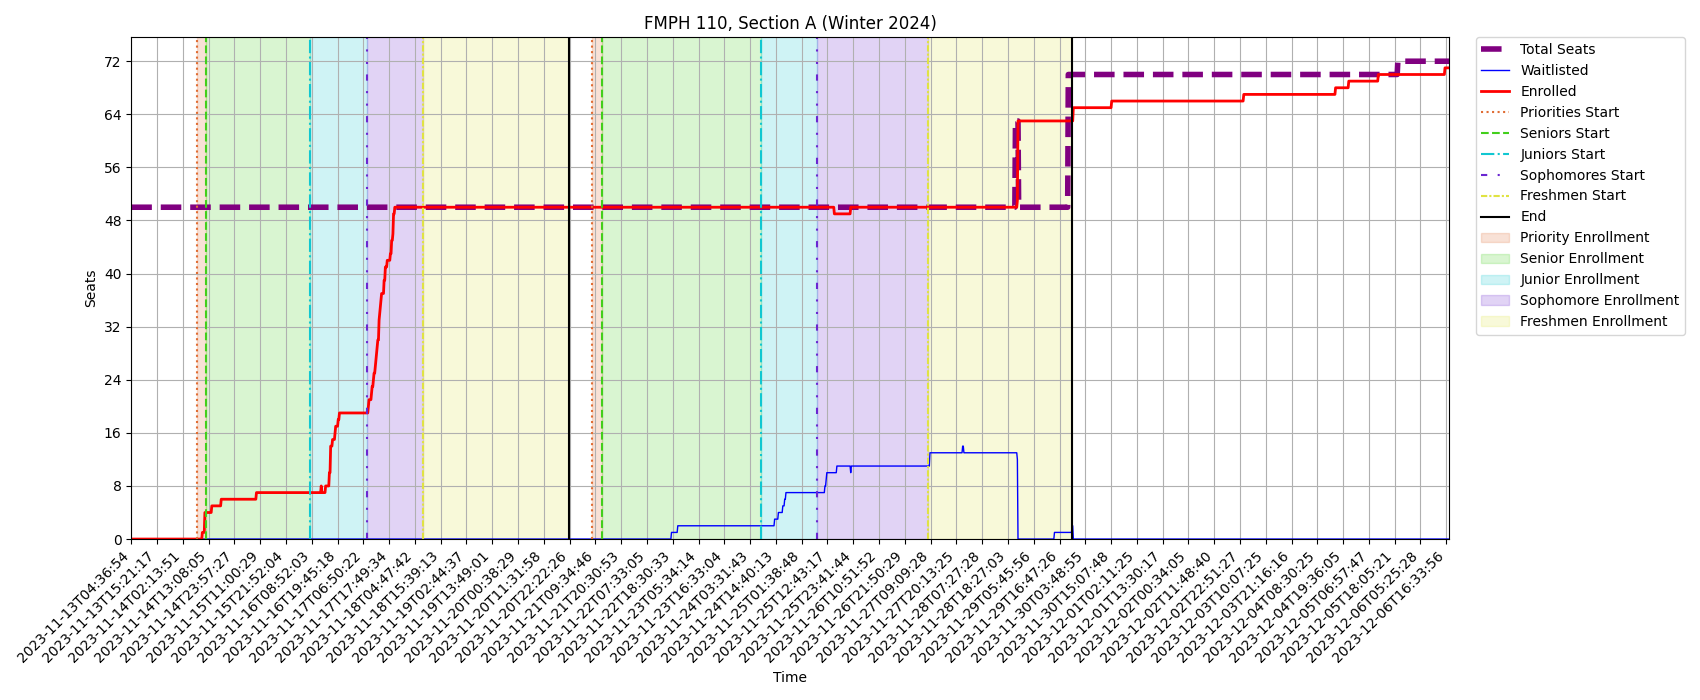 FMPH 110, Section A (Winter 2024)
Seats
72
64
56
48
40
32
24
16
8
0
2023-11-13T04:36:54
2023-11-13T15:21:17
2023-11-14T02:13:51
2023-11-14T13:08:05
2023-11-14T23:57:27
2023-11-15T11:00:29
2023-11-15T21:52:04
2023-11-16T08:52:03
2023-11-16T19:45:18
2023-11-17T06:50:22
2023-11-17T17:49:34
2023-11-18T04:47:42
2023-11-18T15:39:13
2023-11-19T02:44:37
2023-11-19T13:49:01
2023-11-20T00:38:29
2023-11-20T11:31:58
2023-11-20T22:22:26
2023-11-21T09:34:46
2023-11-21T20:30:53
2023-11-22T07:33:05
2023-11-22T18:30:33
2023-11-23T05:34:14
2023-11-23T16:33:04
2023-11-24T03:31:43
2023-11-24T14:40:13
2023-11-25T01:38:48
2023-11-25T12:43:17
2023-11-25T23:41:44
2023-11-26T10:51:52
2023-11-26T21:50:29
2023-11-27T09:09:28
2023-11-27T20:13:25
2023-11-28T07:27:28
2023-11-28T18:27:03
2023-11-29T05:45:56
2023-11-29T16:47:26
2023-11-30T03:48:55
2023-11-30T15:07:48
2023-12-01T02:11:25
2023-12-01T13:30:17
2023-12-02T00:34:05
2023-12-02T11:48:40
2023-12-02T22:51:27
2023-12-03T10:07:25
2023-12-03T21:16:16
2023-12-04T08:30:25
2023-12-04T19:36:05
2023-12-05T06:57:47
2023-12-05T18:05:21
2023-12-06T05:25:28
2023-12-06T16:33:56
Time
Total Seats
Waitlisted
Enrolled
Priorities Start
Seniors Start
Juniors Start
Sophomores Start
Freshmen Start
End
Priority Enrollment
Senior Enrollment
Junior Enrollment
Sophomore Enrollment
Freshmen Enrollment